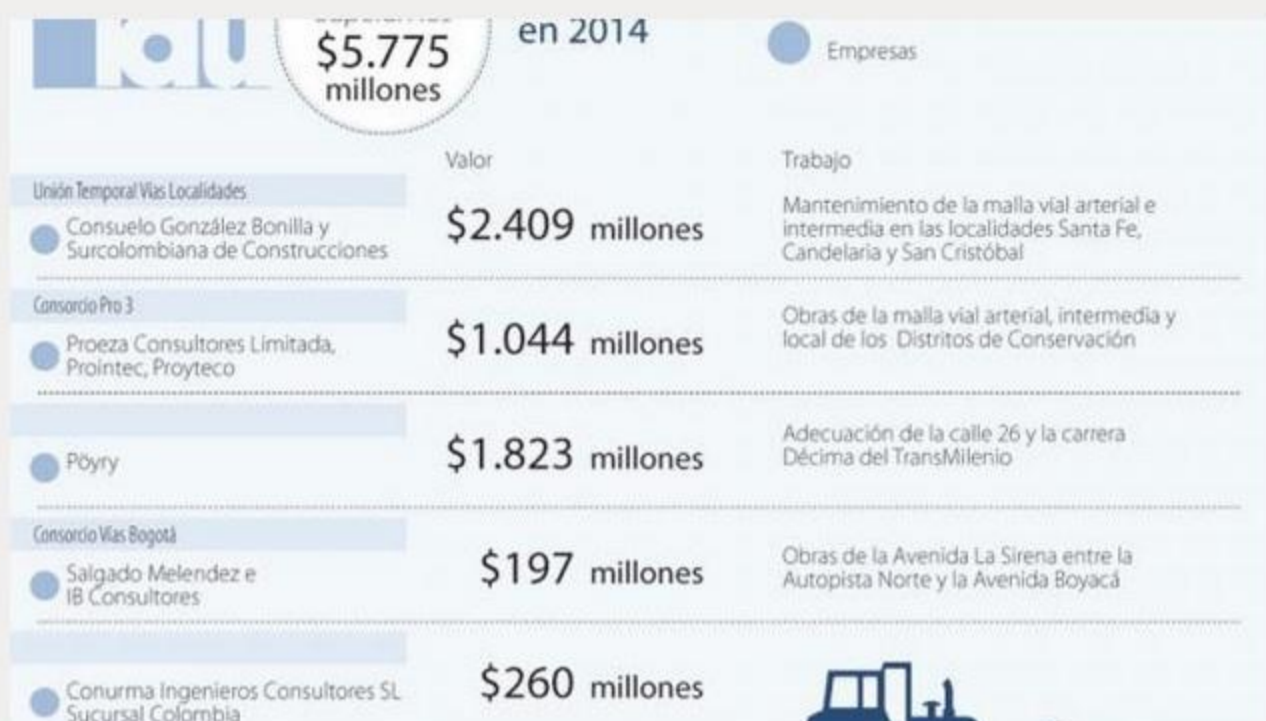 idu
$5.775
millones
en 2014
Empresas
Valor
Trabajo
Unión Temporal Vías Localidades
Consuelo González Bonilla y
Surcolombiana de Construcciones
$2.409 millones
Mantenimiento de la malla vial arterial e
intermedia en las localidades Santa Fe,
Candelaria y San Cristóbal
Consorcio Pro 3
Proeza Consultores Limitada,
Prointec, Proyteco
$1.044 millones
Obras de la malla vial arterial, intermedia y
local de los Distritos de Conservación
Pöyry
$1.823 millones
Adecuación de la calle 26 y la carrera
Décima del TransMilenio
Consorcio Vías Bogotá
Salgado Melendez e
IB Consultores
$197 millones
Obras de la Avenida La Sirena entre la
Autopista Norte y la Avenida Boyacá
Conurma Ingenieros Consultores SL
Sucursal Colombia
$260 millones